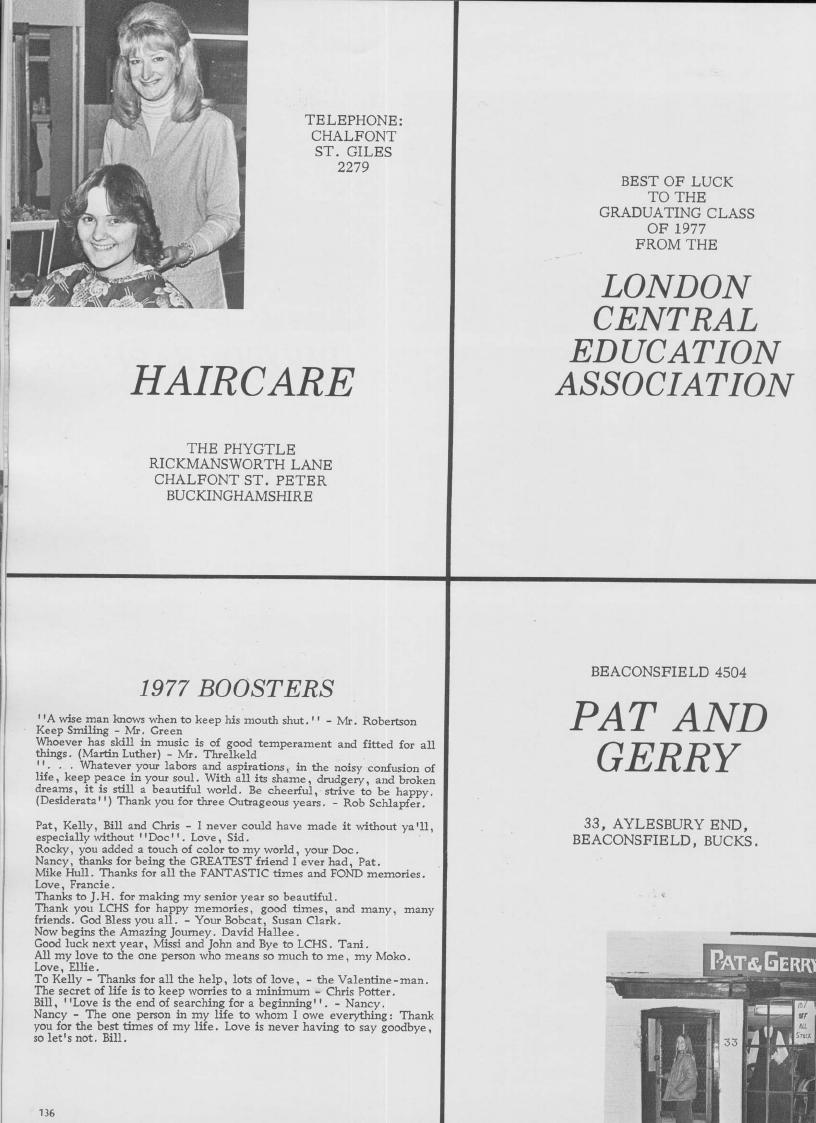 TELEPHONE:
CHALFONT
ST. GILES
2279
HAIRCARE
THE PHYGTLE
RICKMANSWORTH LANE
CHALFONT ST. PETER
BUCKINGHAMSHIRE
BEST OF LUCK
TO THE
GRADUATING CLASS
OF 1977
FROM THE
LONDON
CENTRAL
EDUCATION
ASSOCIATION
1977 BOOSTERS
''A wise man knows when to keep his mouth shut.'' - Mr. Robertson
Keep Smiling - Mr. Green
Whoever has skill in music is of good temperament and fitted for all
things. (Martin Luther) - Mr. Threlkeld
''. . . Whatever your labors and aspirations, in the noisy confusion of
life, keep peace in your soul. With all its shame, drudgery, and broken
dreams, it is still a beautiful world. Be cheerful, strive to be happy.
(Desiderata'') Thank you for three Outrageous years. - Rob Schlapfer.
Pat, Kelly, Bill and Chris - I never could have made it without ya'll,
especially without ''Doc''. Love, Sid.
Rocky, you added a touch of color to my world, your Doc.
Nancy, thanks for being the GREATEST friend I ever had, Pat.
Mike Hull. Thanks for all the FANTASTIC times and FOND memories.
Love, Francie.
Thanks to J.H. for making my senior year so beautiful.
Thank you LCHS for happy memories, good times, and many, many
friends. God Bless you all. - Your Bobcat, Susan Clark.
Now begins the Amazing Journey. David Hallee.
Good luck next year, Missi and John and Bye to LCHS. Tani.
All my love to the one person who means so much to me, my Moko.
Love, Ellie.
To Kelly - Thanks for all the help, lots of love, - the Valentine-man.
The secret of life is to keep worries to a minimum - Chris Potter.
Bill, ''Love is the end of searching for a beginning''. - Nancy.
Nancy - The one person in my life to whom I owe everything: Thank
you for the best times of my life. Love is never having to say goodbye,
so let's not. Bill.
BEACONSFIELD 4504
PAT AND
GERRY
33, AYLESBURY END,
BEACONSFIELD, BUCKS.
PAT & GERRY
33
ALL
STOCK
136